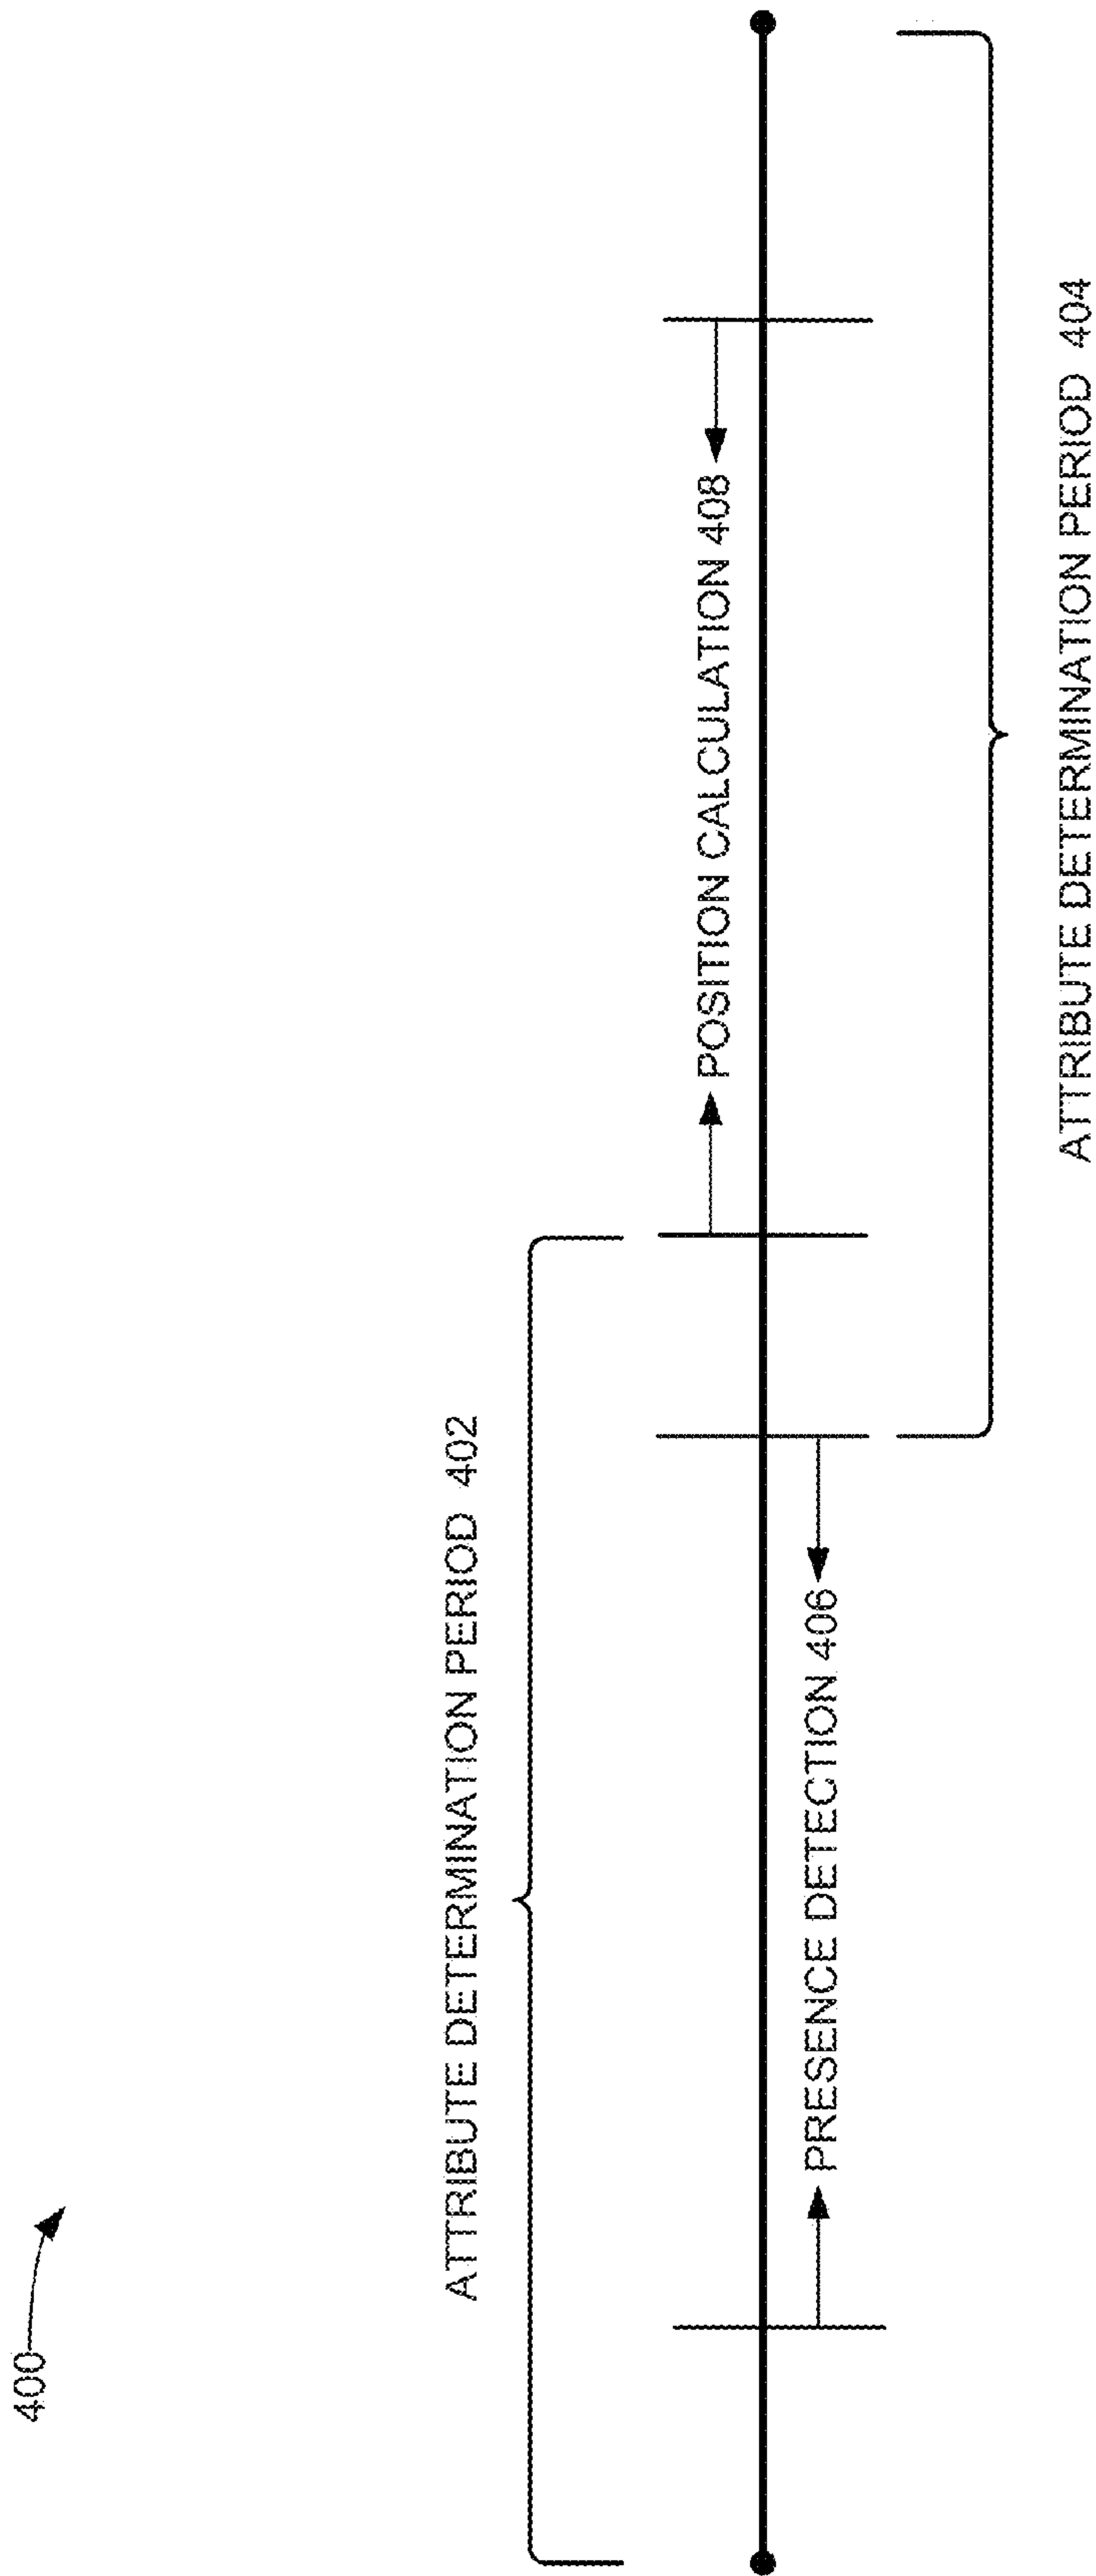 400
ATTRIBUTE DETERMINATION PERIOD 402
POSITION CALCULATION 408
PRESENCE DETECTION 406
ATTRIBUTE DETERMINATION PERIOD 404